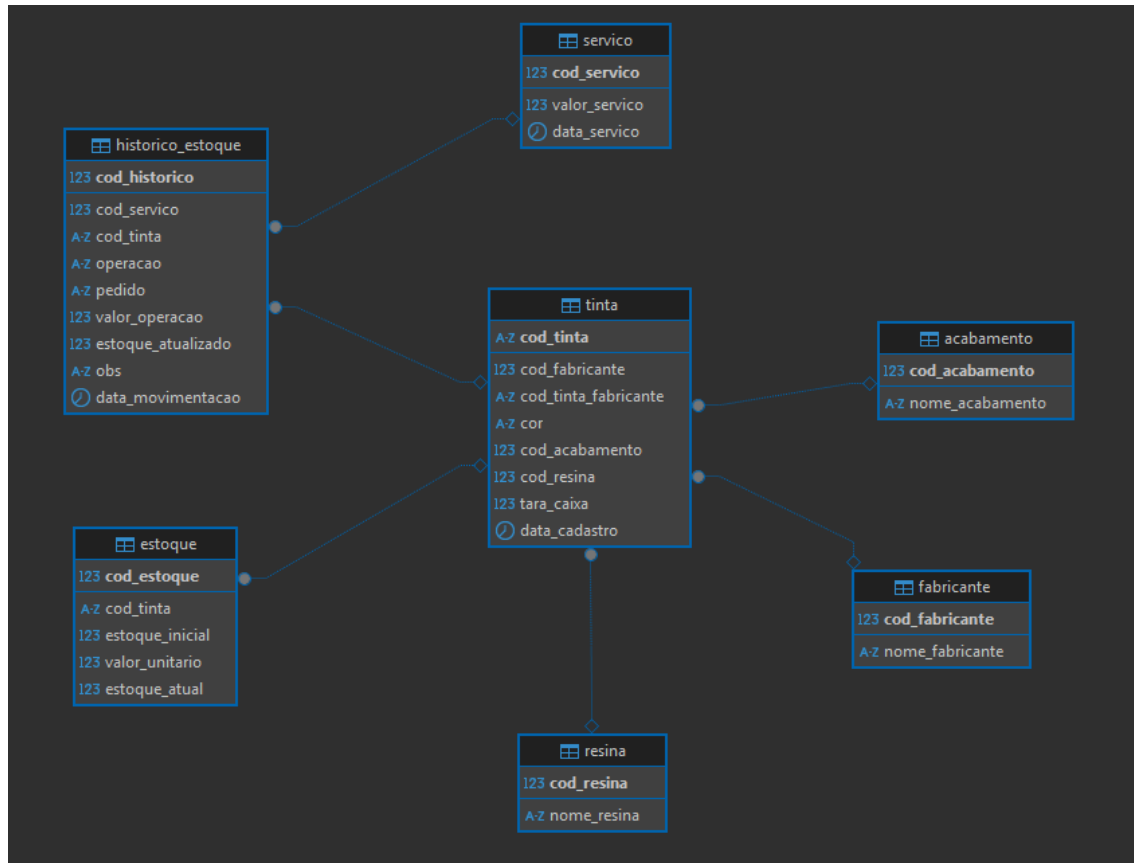 servico
123 cod_servico
123 valor_servico
data_servico
historico_estoque
123 cod_historico
123 cod_servico
A-Z cod_tinta
A-Z operacao
A-Z pedido
123 valor_operacao
123 estoque_atualizado
A-Z obs
data_movimentacao
tinta
A-Z cod_tinta
123 cod_fabricante
A-Z cod_tinta_fabricante
A-Z cor
123 cod_acabamento
123 cod_resina
123 tara_caixa
data_cadastro
acabamento
123 cod_acabamento
A-Z nome_acabamento
estoque
123 cod_estoque
A-Z cod_tinta
123 estoque_inicial
123 valor_unitario
123 estoque_atual
fabricante
123 cod_fabricante
A-Z nome_fabricante
resina
123 cod_resina
A-Z nome_resina